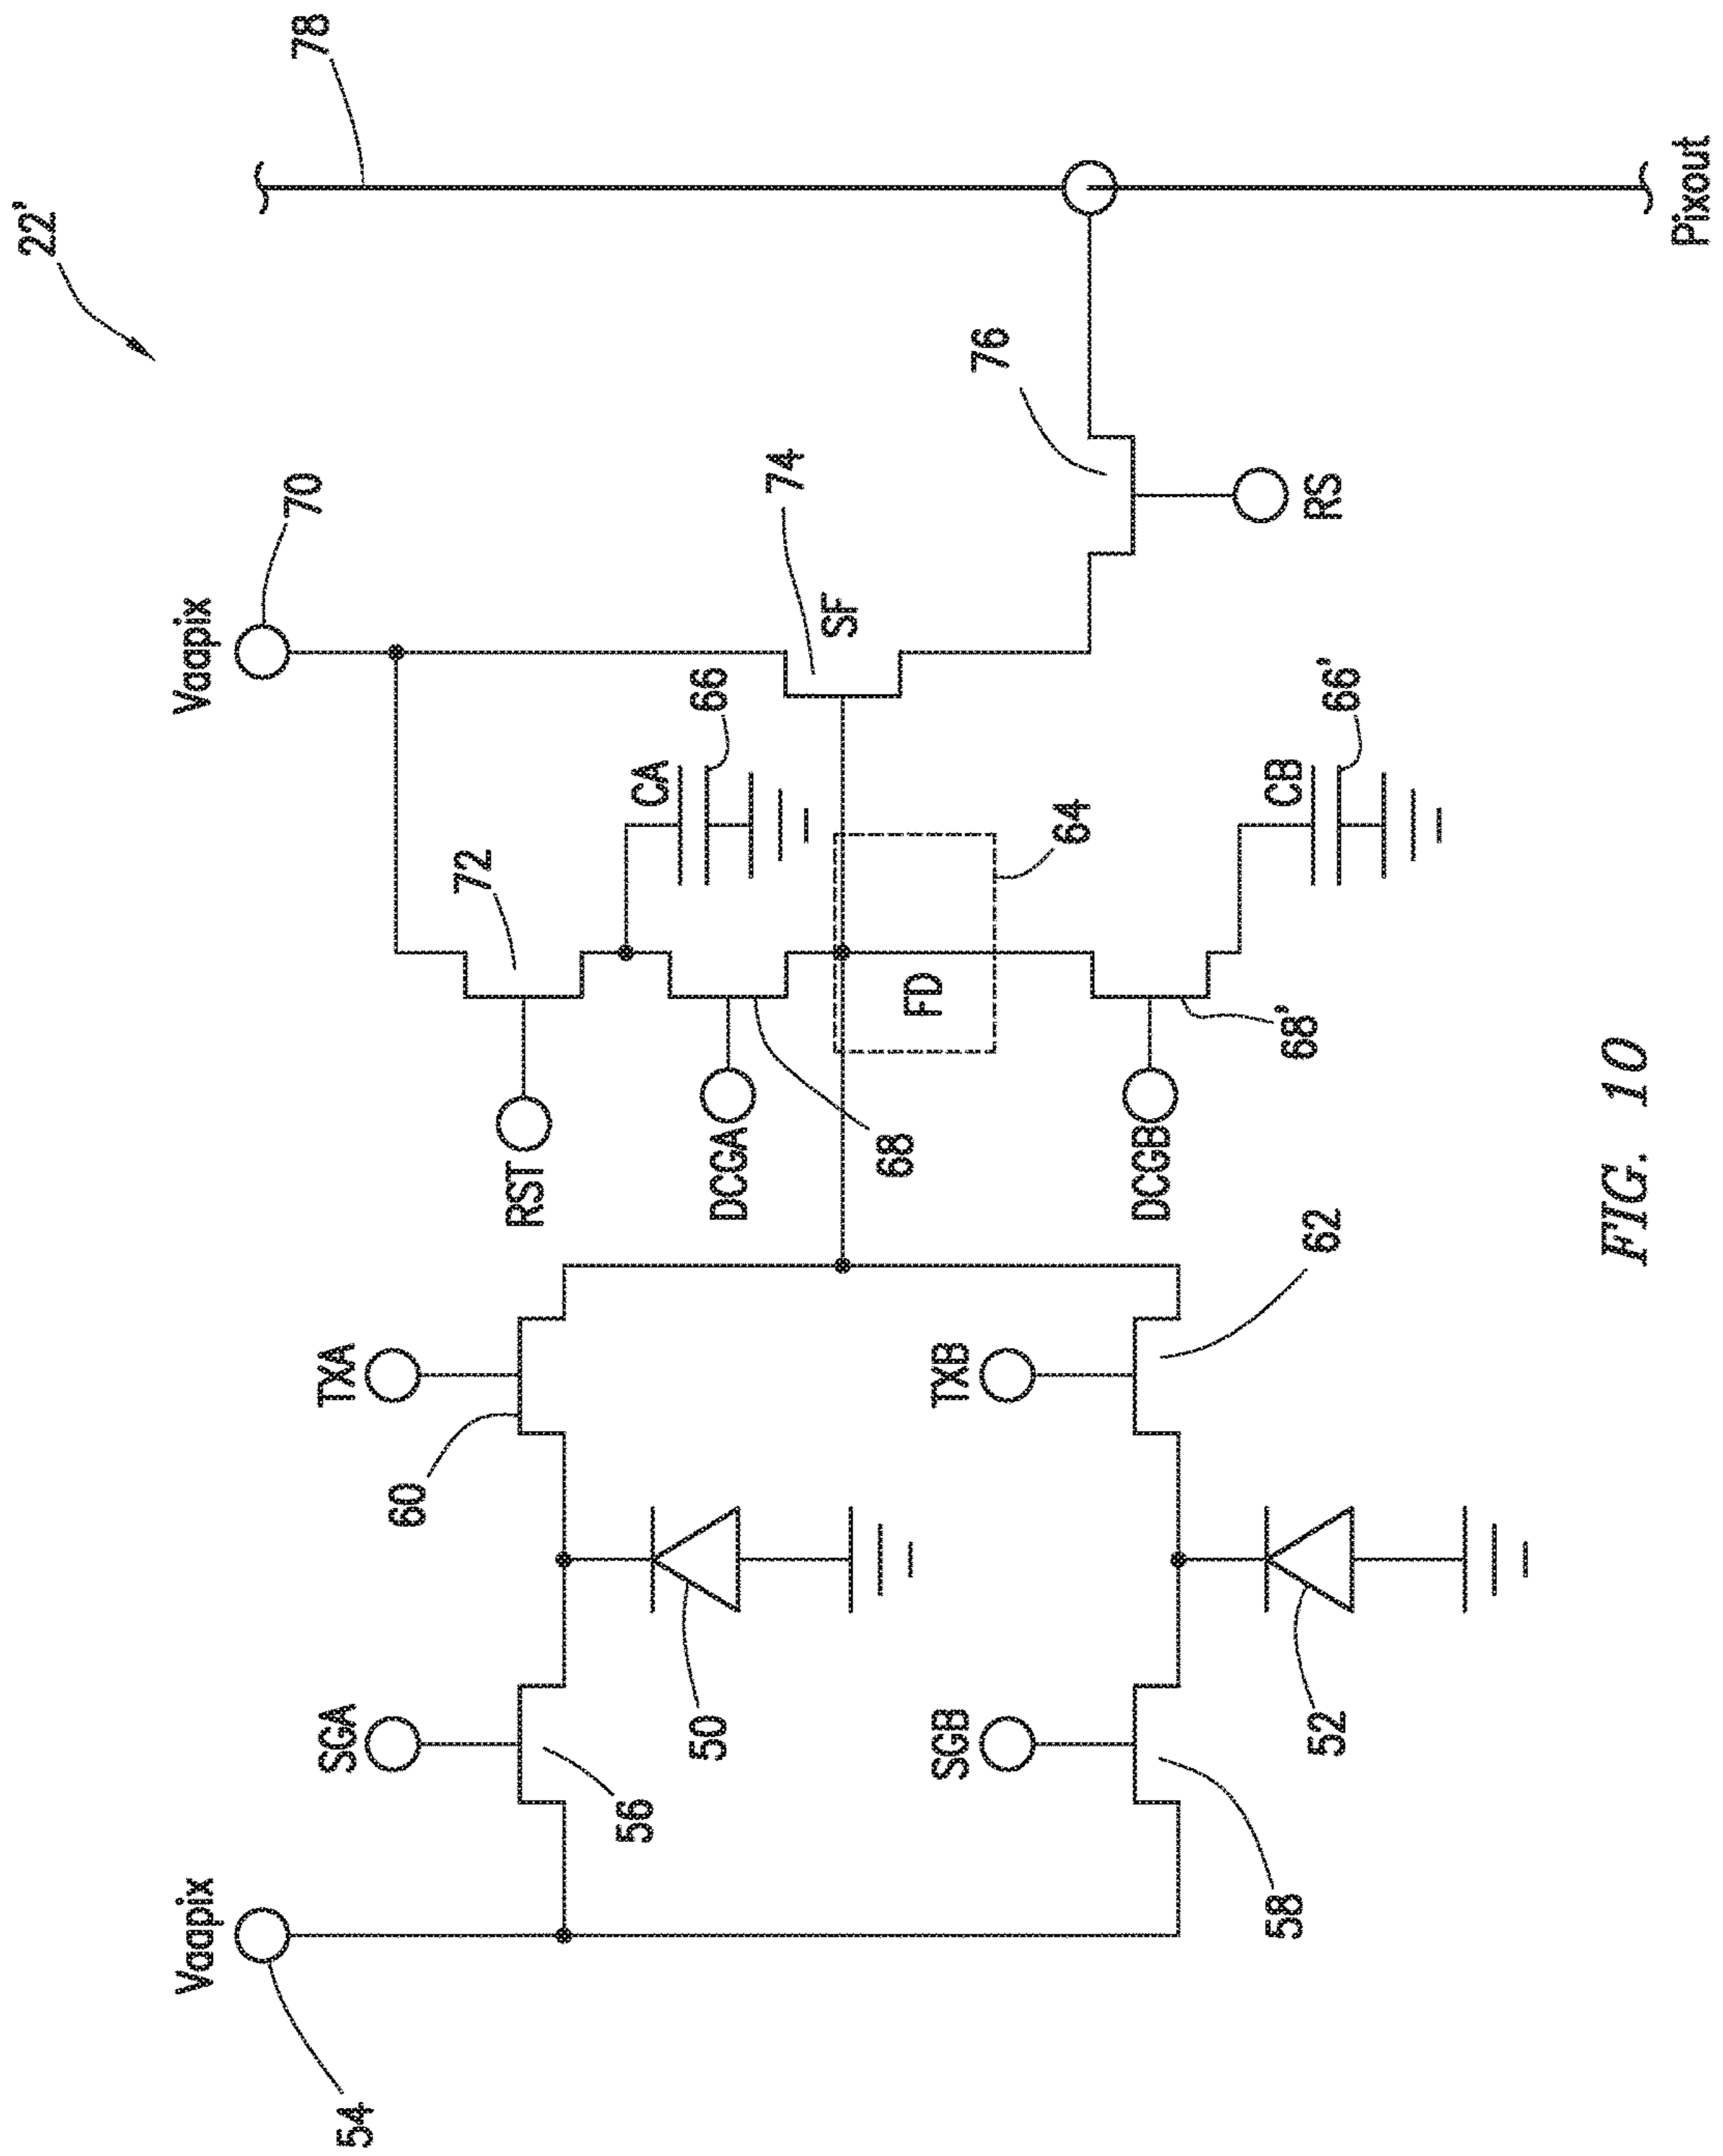 22'
Vaapix
54
Vaapix
70
78
SGA
56
50
TXA
60
RST
72
CA
66
DCGA
68
FD
64
SF
74
76
RS
SGB
58
52
TXB
62
DCGB
68'
CB
66'
Pixout
FIG. 10